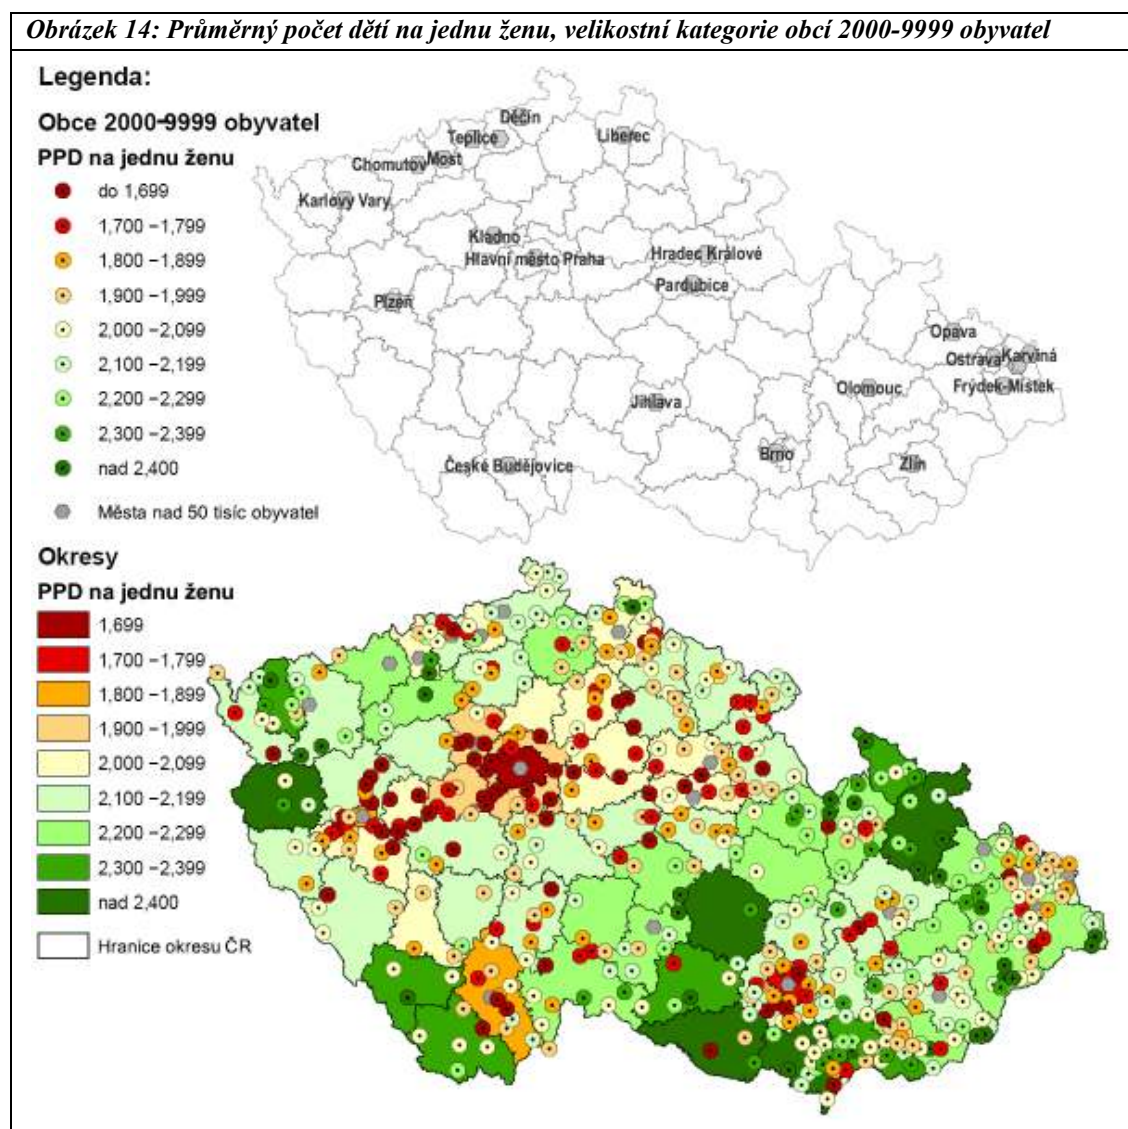 Obrázek 14: Průměrný počet dětí na jednu ženu, velikostní kategorie obcí 2000-9999 obyvatel
Legenda:
Obce 2000-9999 obyvatel
PPD na jednu ženu
do 1,699
1,700 –1,799
1,800 –1,899
1,900 –1,999
2,000 –2,099
2,100 –2,199
2,200 –2,299
2,300 –2,399
nad 2,400
Města nad 50 tisíc obyvatel
Děčín
Teplice
Liberec
Chomutov
Most
Karlovy Vary
Kladno
Hlavní město Praha
Hradec Králové
Pardubice
Plzeň
Opava
Ostrava
Karviná
Olomouc
Frýdek-Místek
Jihlava
Brno
Zlín
České Budějovice
Okresy
PPD na jednu ženu
1,699
1,700 –1,799
1,800 –1,899
1,900 –1,999
2,000 –2,099
2,100 –2,199
2,200 –2,299
2,300 –2,399
nad 2,400
Hranice okresu ČR